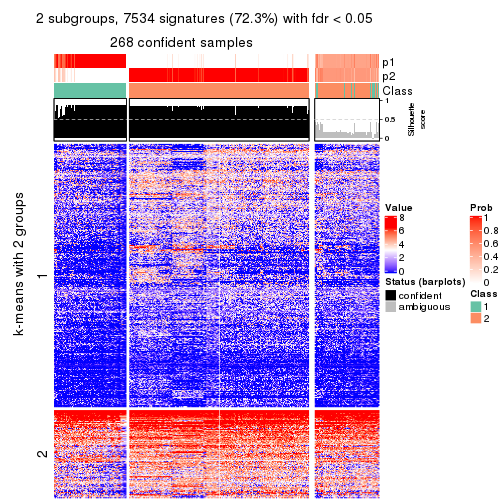 2 subgroups, 7534 signatures (72.3%) with fdr < 0.05
268 confident samples
p1
p2
Class
1
0.5
0
Silhouette
score
k-means with 2 groups
1
2
Value
8
6
4
2
0
Status (barplots)
confident
ambiguous
Prob
1
0.8
0.6
0.4
0.2
0
Class
1
2